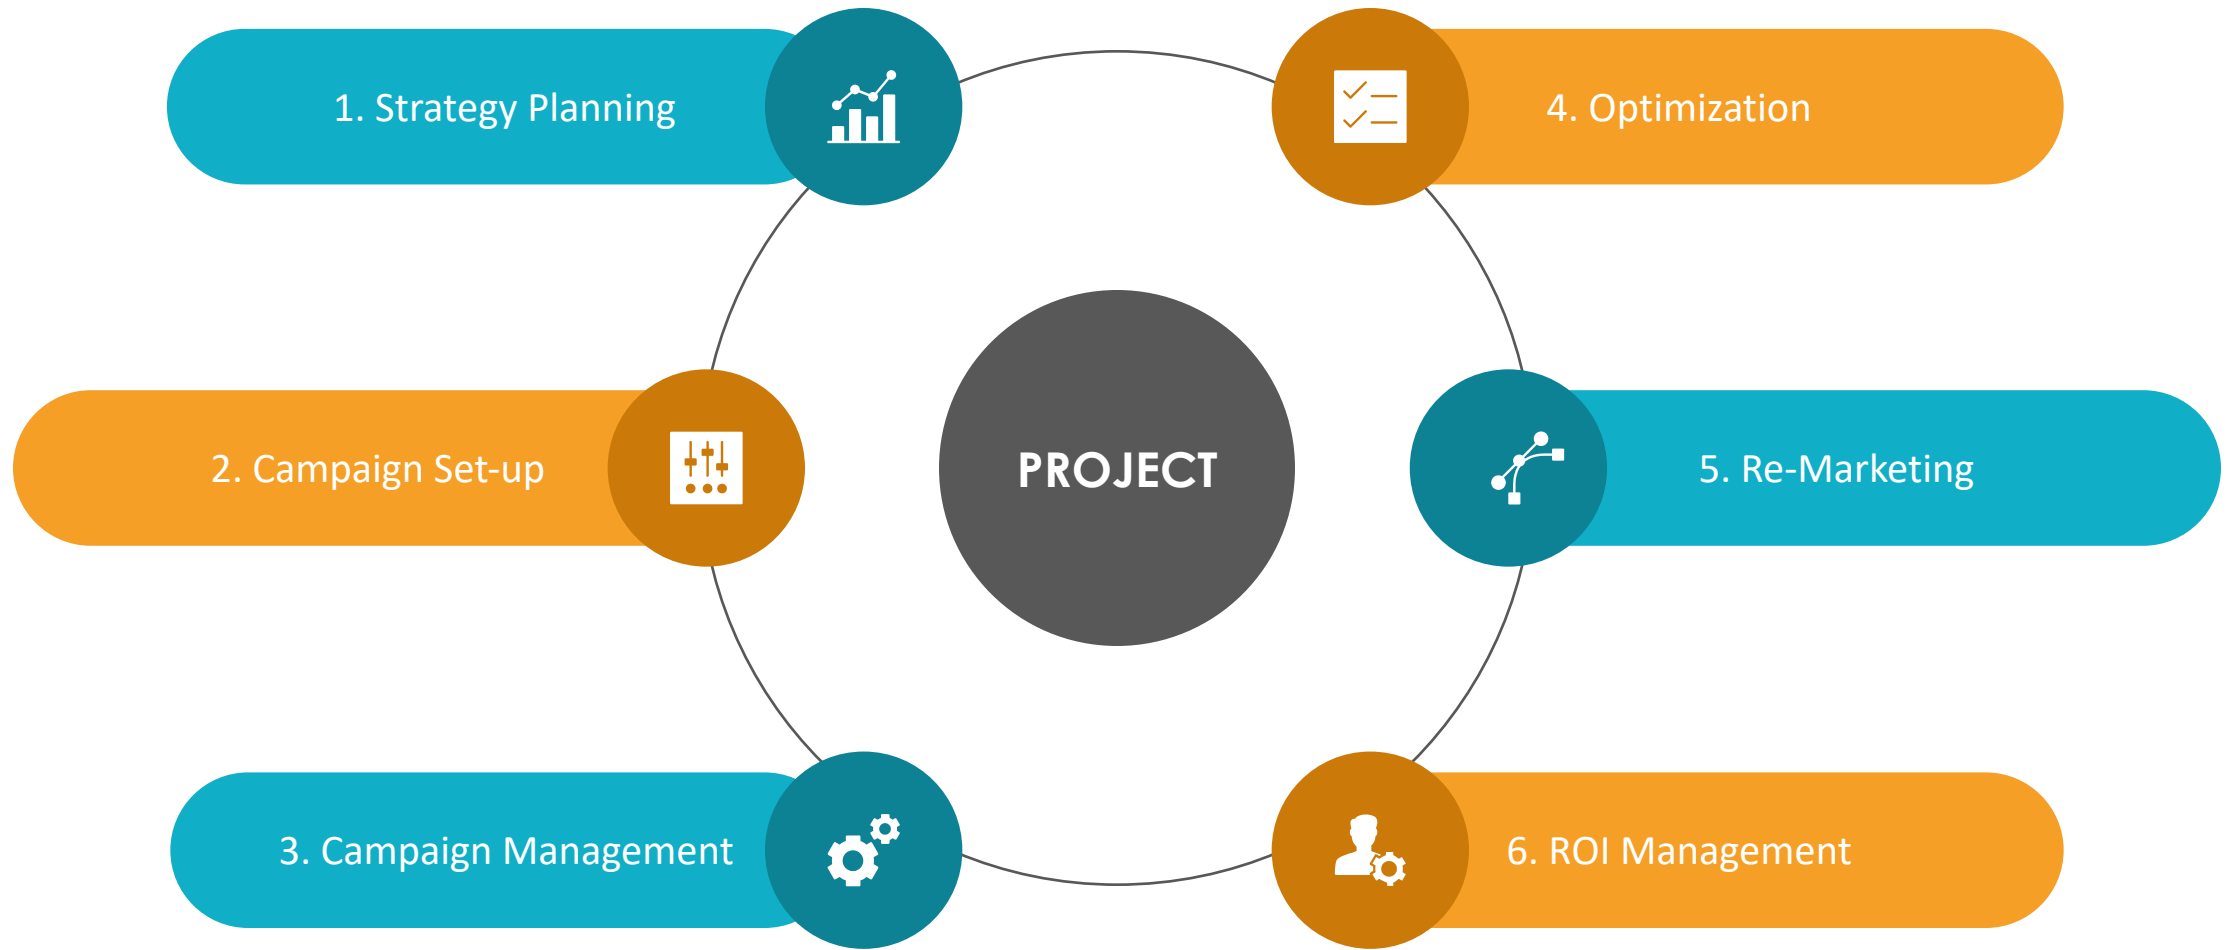 1. Strategy Planning
2. Campaign Set-up
3. Campaign Management
PROJECT
4. Optimization
5. Re-Marketing
6. ROI Management